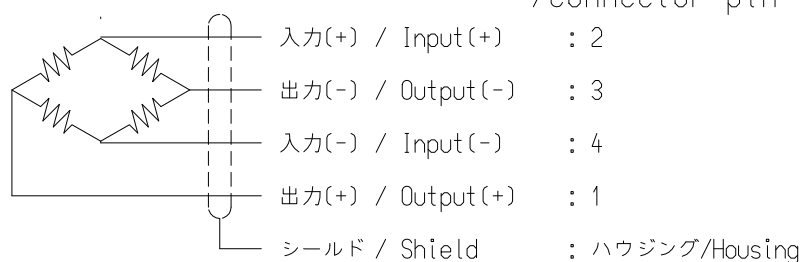 /connector pin
入力(+) / Input(+) : 2
出力(-) / Output(-) : 3
入力(-) / Input(-) : 4
出力(+) / Output(+) : 1
シールド / Shield : ハウジング/Housing